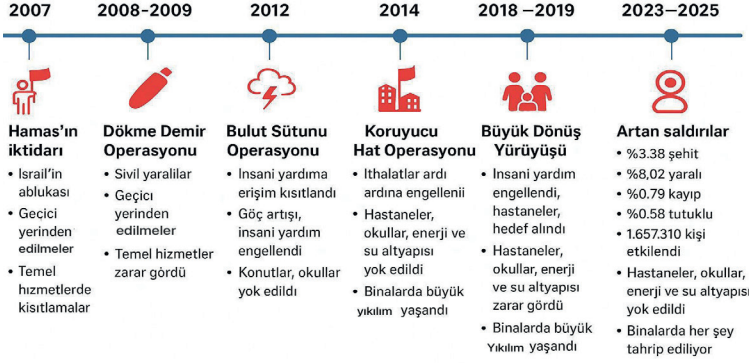 2007
Hamas'ın
iktidarı
• Israil'in
ablukası
• Geçici
yerinden
edilmeler
• Temel
hızmetlerde
kısıtlamalar
2008-2009
Dökme Demir
Operasyonu
• Sivil yaralilar
• Geçici
yerinden
edilmeler
• Temel hizmetler
zarar gördü
2012
Bulut Sütunu
Operasyonu
• Insani yardıma
erişim kısıtlandı
• Göç artışı,
insani yardım
engellendi
• Konutlar, okullar
yok edildi
2014
Koruyucu
Hat Operasyonu
• Ithalatlar ardı
ardına engellenii
• Hastaneler,
okullar, enerji ve
su altyapısı
yok edildi
• Binalarda büyük
yıkılım yaşandı
2018 –2019
Büyük Dönüş
Yürüyüşü
• Insani yardım
engellendi,
hastaneler,
hedef alındı
• Hastaneler,
okullar, enerji
ve su altyapısı
zarar gördü
• Binalarda büyük
Yıkılım yaşandı
2023–2025
Artan saldırılar
• %3.38 şehit
• %8,02 yaralı
• %0.79 kayıp
• %0.58 tutuklu
• 1.657.310 kişi
etkilendi
• Hastaneler, okullar,
enerji ve su altyapısı
yok edildi
• Binalarda her şey
tahrip ediliyor